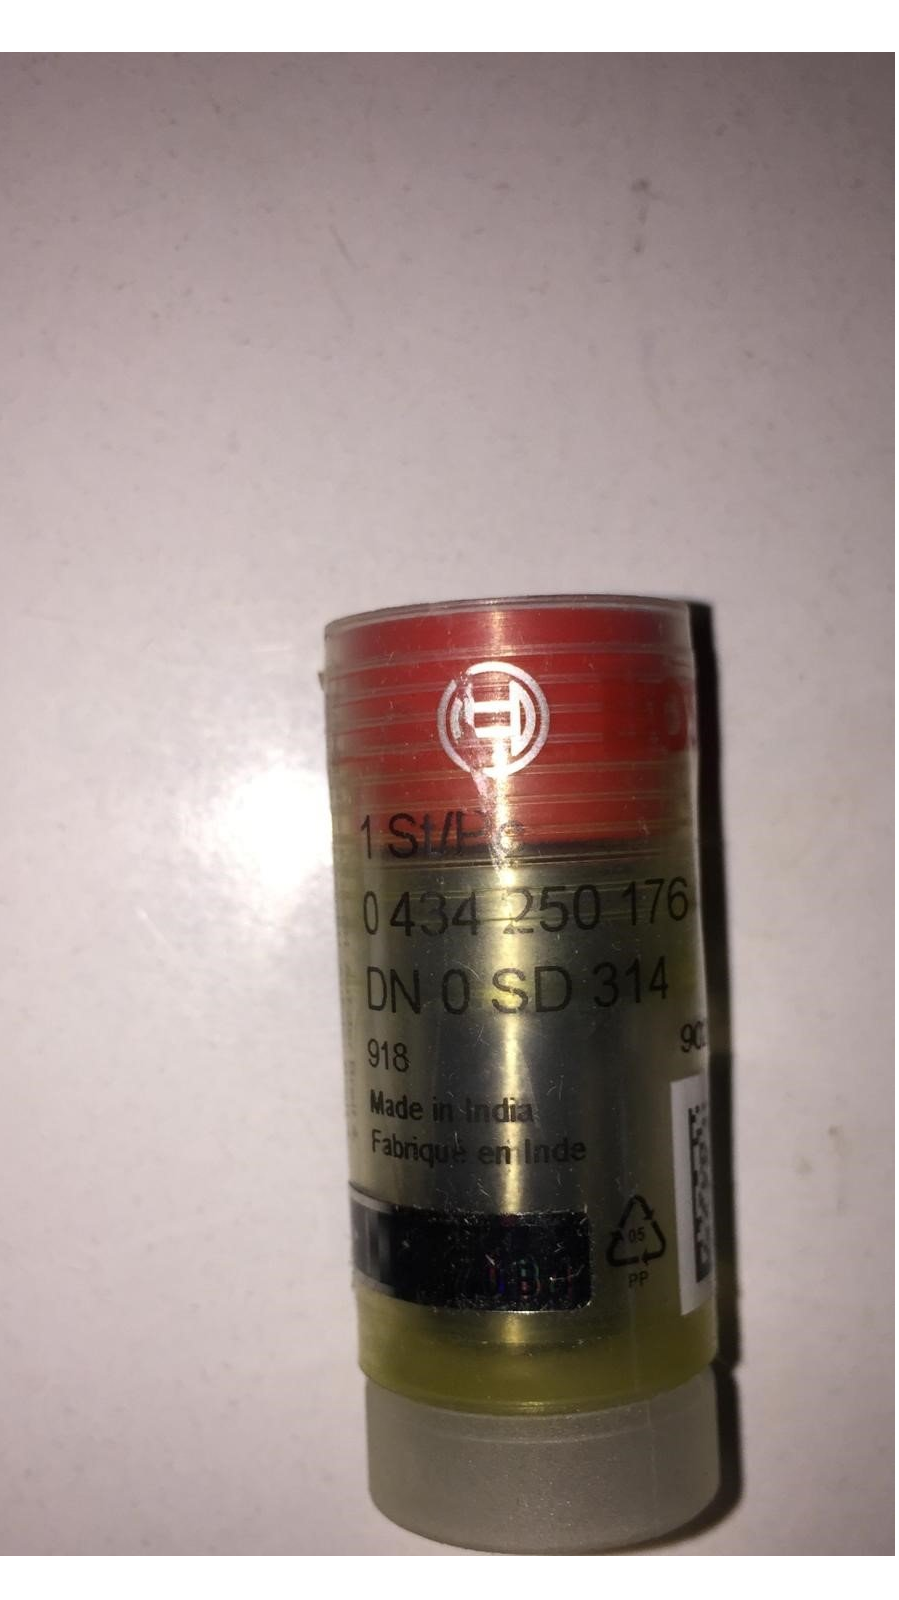 1 St/Pc
0 434 250 176
DN 0 SD 314
918
Made in India
Fabriqué en Inde
05
PP